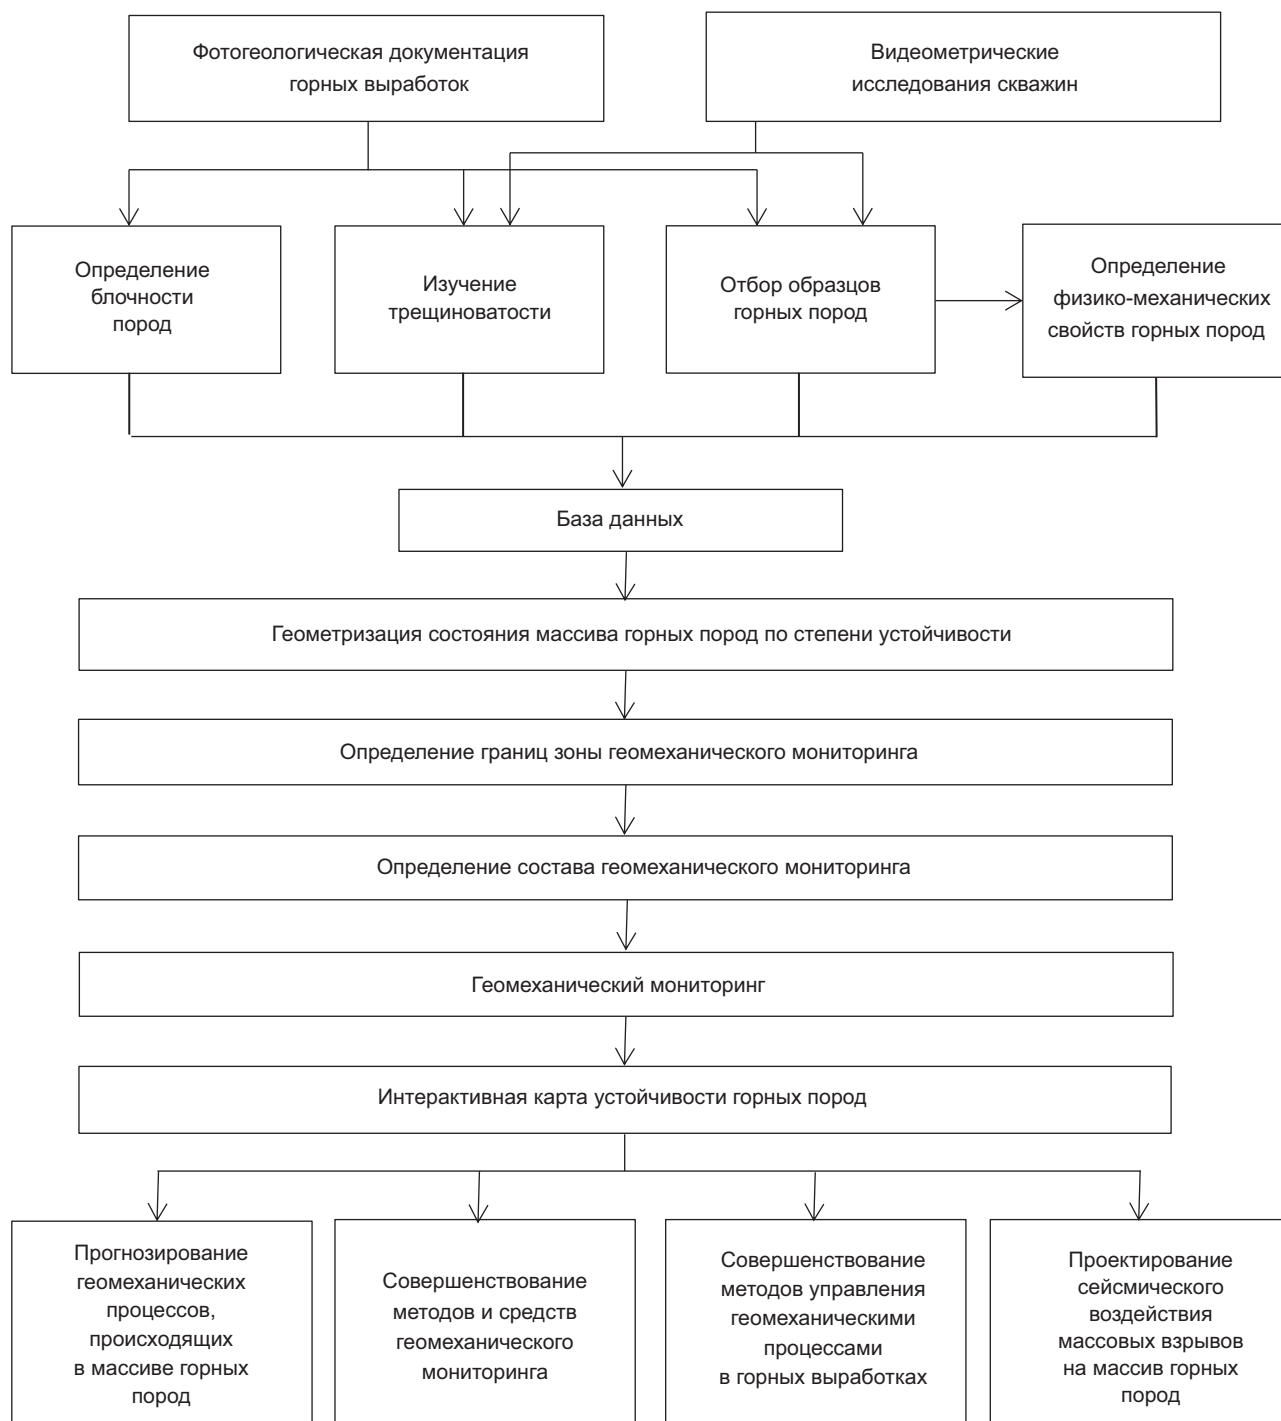 Фотогеологическая документация
горных выработок
Видеометрические
исследования скважин
Определение
блочности
пород
Изучение
трещиноватости
Отбор образцов
горных пород
Определение
физико-механических
свойств горных пород
База данных
Геометризация состояния массива горных пород по степени устойчивости
Определение границ зоны геомеханического мониторинга
Определение состава геомеханического мониторинга
Геомеханический мониторинг
Интерактивная карта устойчивости горных пород
Прогнозирование
геомеханических
процессов,
происходящих
в массиве горных
пород
Совершенствование
методов и средств
геомеханического
мониторинга
Совершенствование
методов управления
геомеханическими
процессами
в горных выработках
Проектирование
сейсмического
воздействия
массовых взрывов
на массив горных
пород